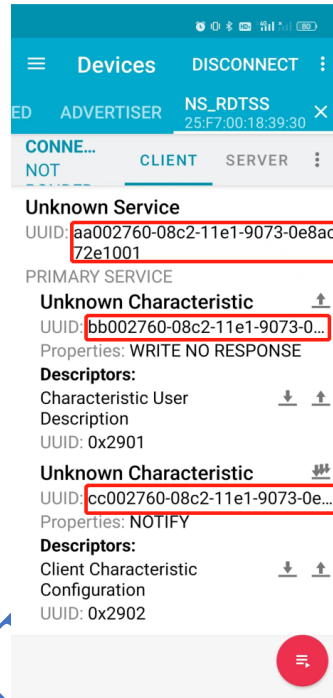 Devices DISCONNECT
ED ADVERTISER NS_RDTSS
25:F7:00:18:39:30
CONNE...
NOT
CLIENT SERVER
Unknown Service
UUID: aa002760-08c2-11e1-9073-0e8ac
72e1001
PRIMARY SERVICE
Unknown Characteristic
UUID: bb002760-08c2-11e1-9073-0...
Properties: WRITE NO RESPONSE
Descriptors:
Characteristic User
Description
UUID: 0x2901
Unknown Characteristic
UUID: cc002760-08c2-11e1-9073-0e...
Properties: NOTIFY
Descriptors:
Client Characteristic
Configuration
UUID: 0x2902